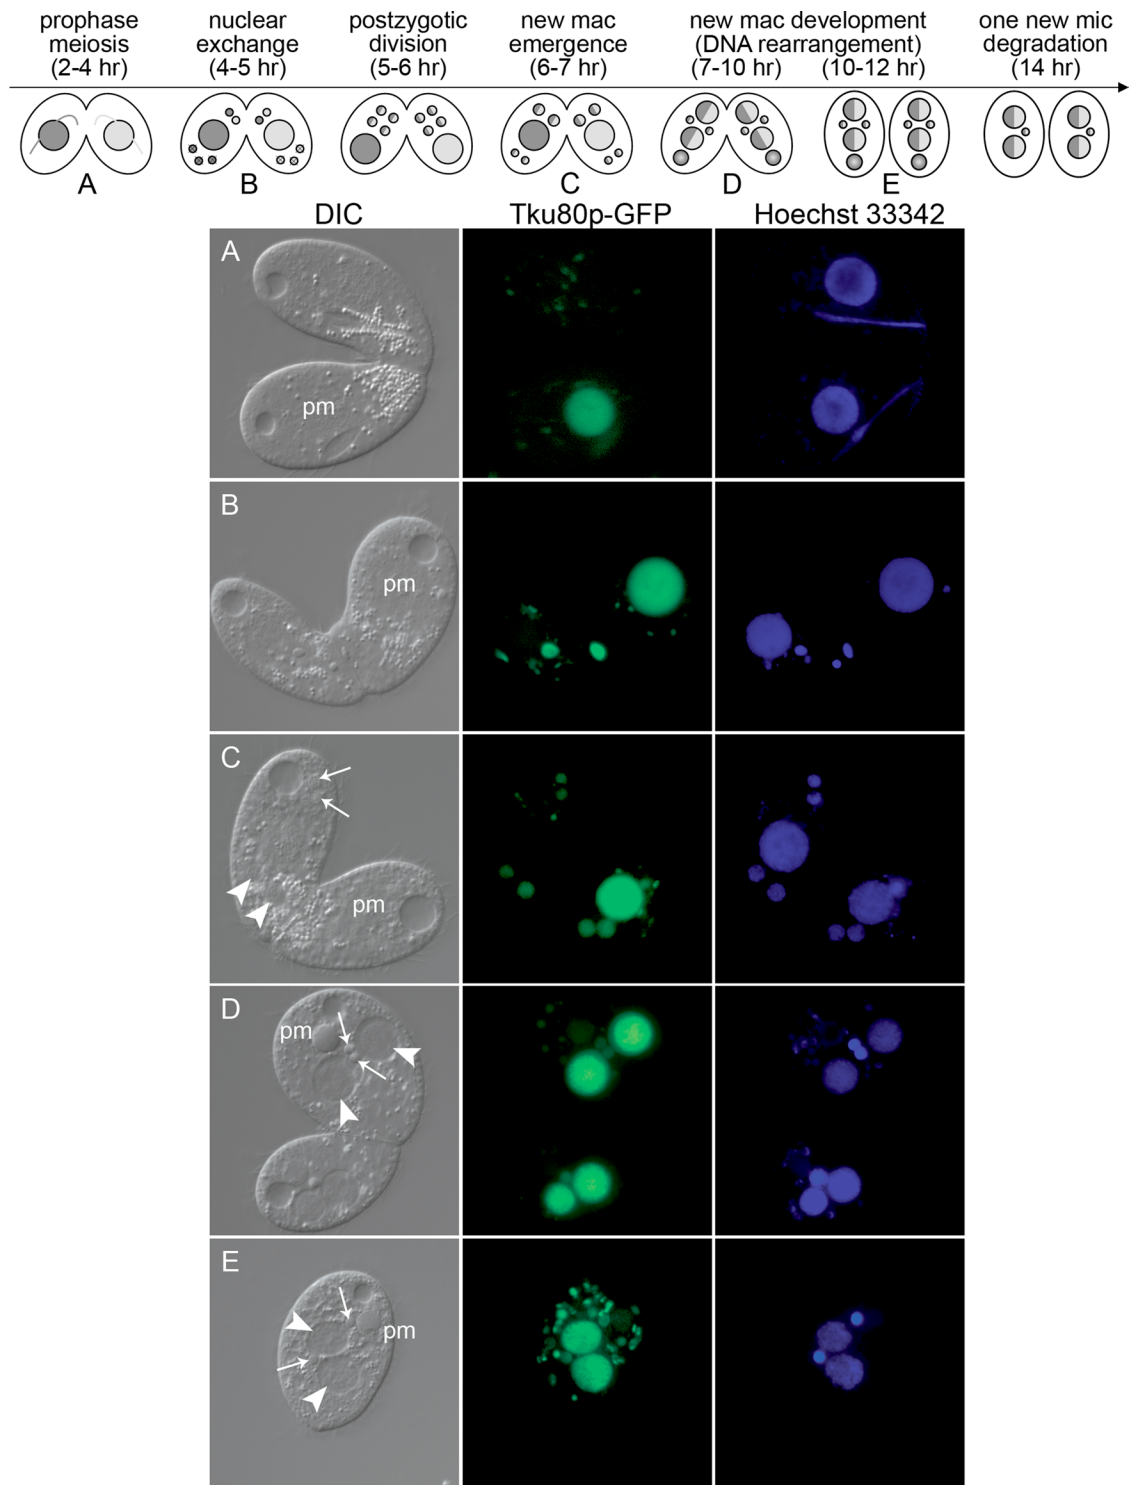 prophase
meiosis
(2-4 hr)
nuclear
exchange
(4-5 hr)
postzygotic
division
(5-6 hr)
new mac
emergence
(6-7 hr)
new mac development
(DNA rearrangement)
(7-10 hr) (10-12 hr)
one new mic
degradation
(14 hr)
A B C D E
DIC Tku80p-GFP Hoechst 33342
A
pm
B
pm
C
pm
D
pm
E
pm